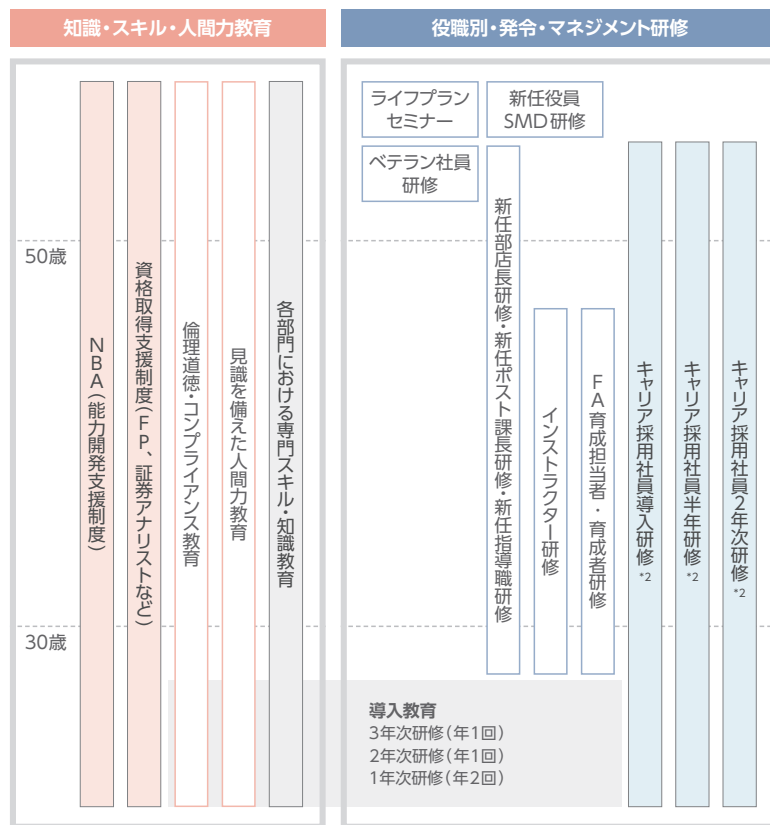 知識・スキル・人間力教育
役職別・発令・マネジメント研修
50歳
30歳
NBA(能力開発支援制度)
資格取得支援制度(FP、証券アナリストなど)
倫理道徳・コンプライアンス教育
見識を備えた人間力教育
各部門における専門スキル・知識教育
ライフプラン
セミナー
新任役員
SMD研修
ベテラン社員
研修
新任部店長研修・新任ポスト課長研修・新任指導職研修
インストラクター研修
FA育成担当者・育成者研修
キャリア採用社員導入研修*2
キャリア採用社員半年研修*2
キャリア採用社員2年次研修*2
導入教育
3年次研修(年1回)
2年次研修(年1回)
1年次研修(年2回)